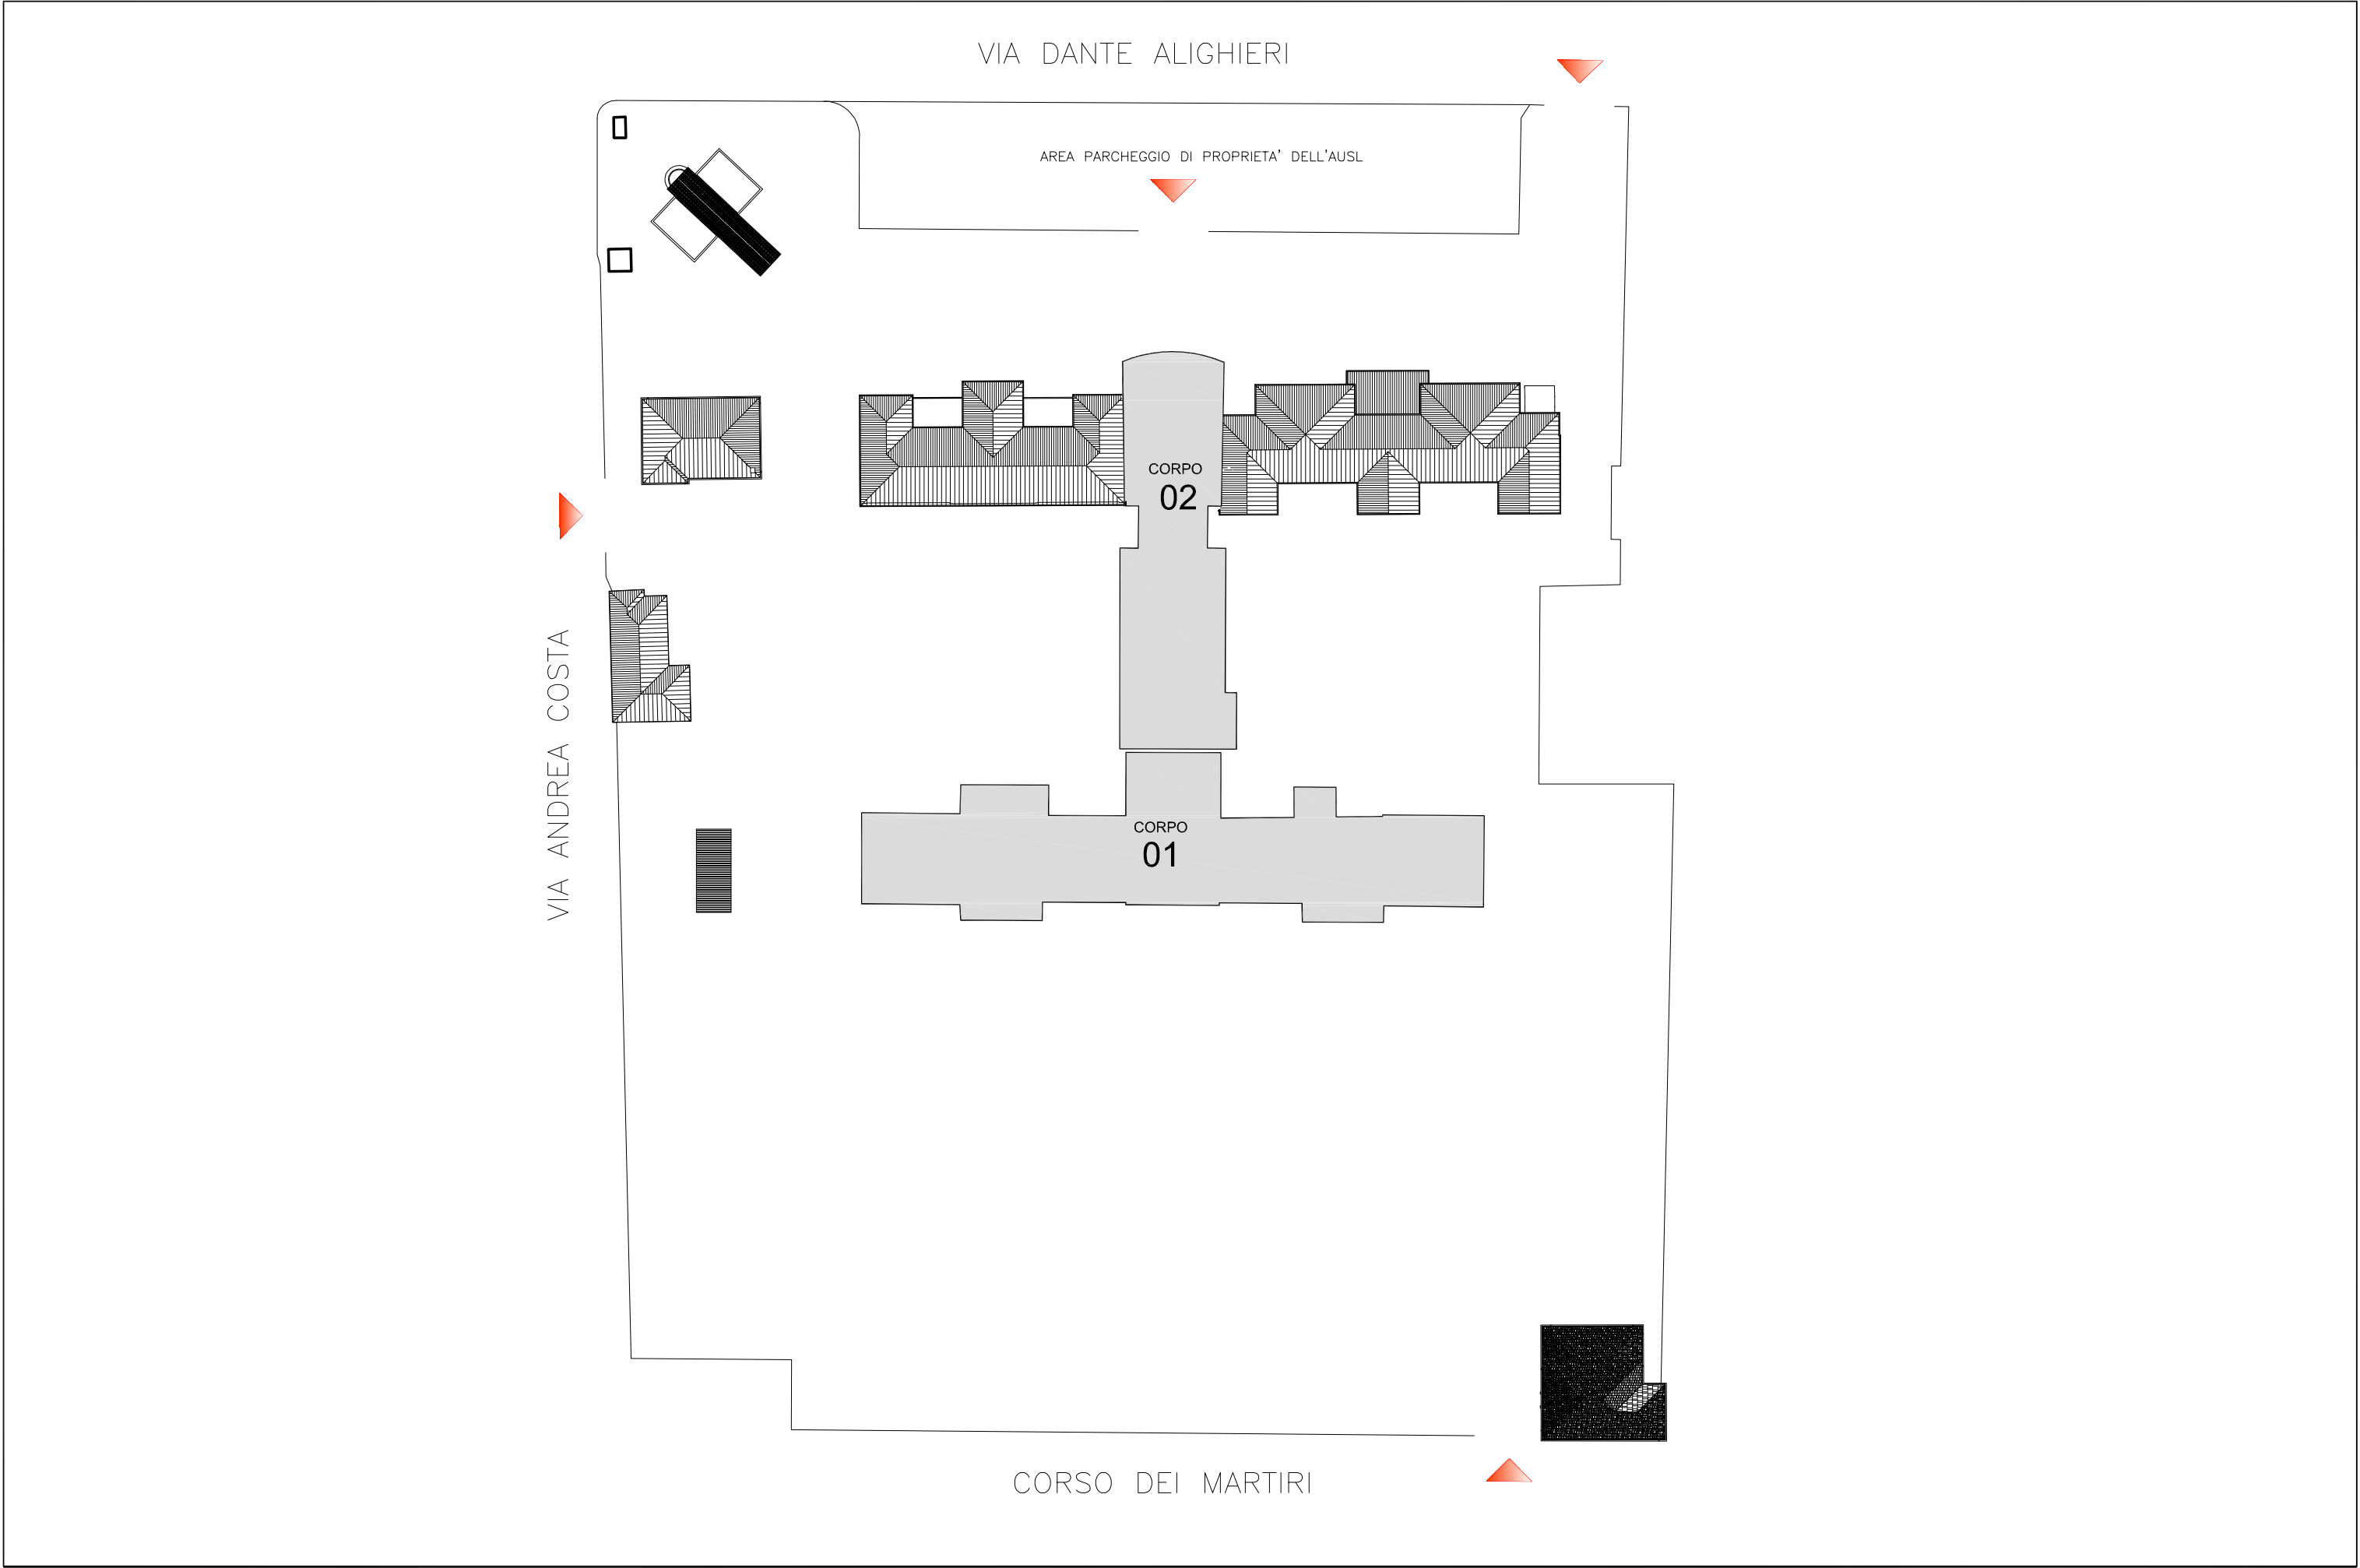 VIA DANTE ALIGHIERI
AREA PARCHEGGIO DI PROPRIETA' DELL'AUSL
CORPO
02
VIA ANDREA COSTA
CORPO
01
CORSO DEI MARTIRI